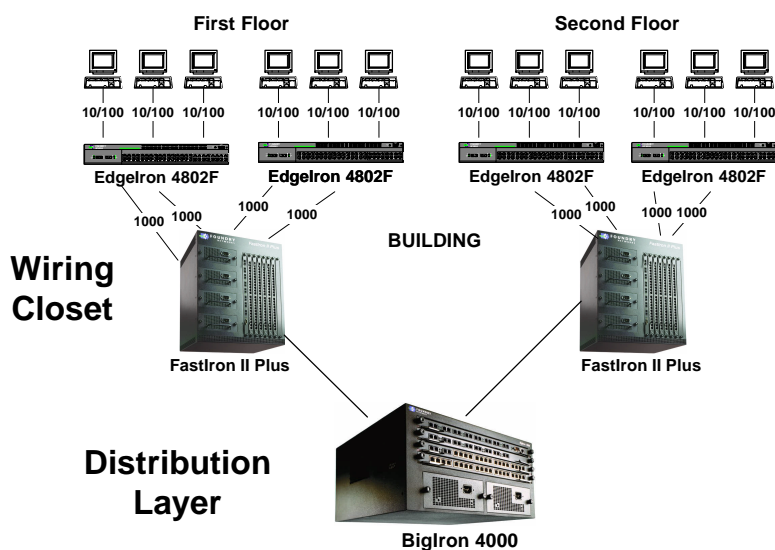 First Floor
Second Floor
10/100 10/100 10/100 10/100 10/100 10/100 10/100 10/100 10/100 10/100 10/100 10/100
EdgeIron 4802F EdgeIron 4802F EdgeIron 4802F EdgeIron 4802F
1000 1000 1000 1000 1000 1000 1000 1000
BUILDING
FOUNDRY
FOUNDRY
Wiring
Closet
FastIron II Plus
FastIron II Plus
Distribution
Layer
FOUNDRY
BigIron 4000